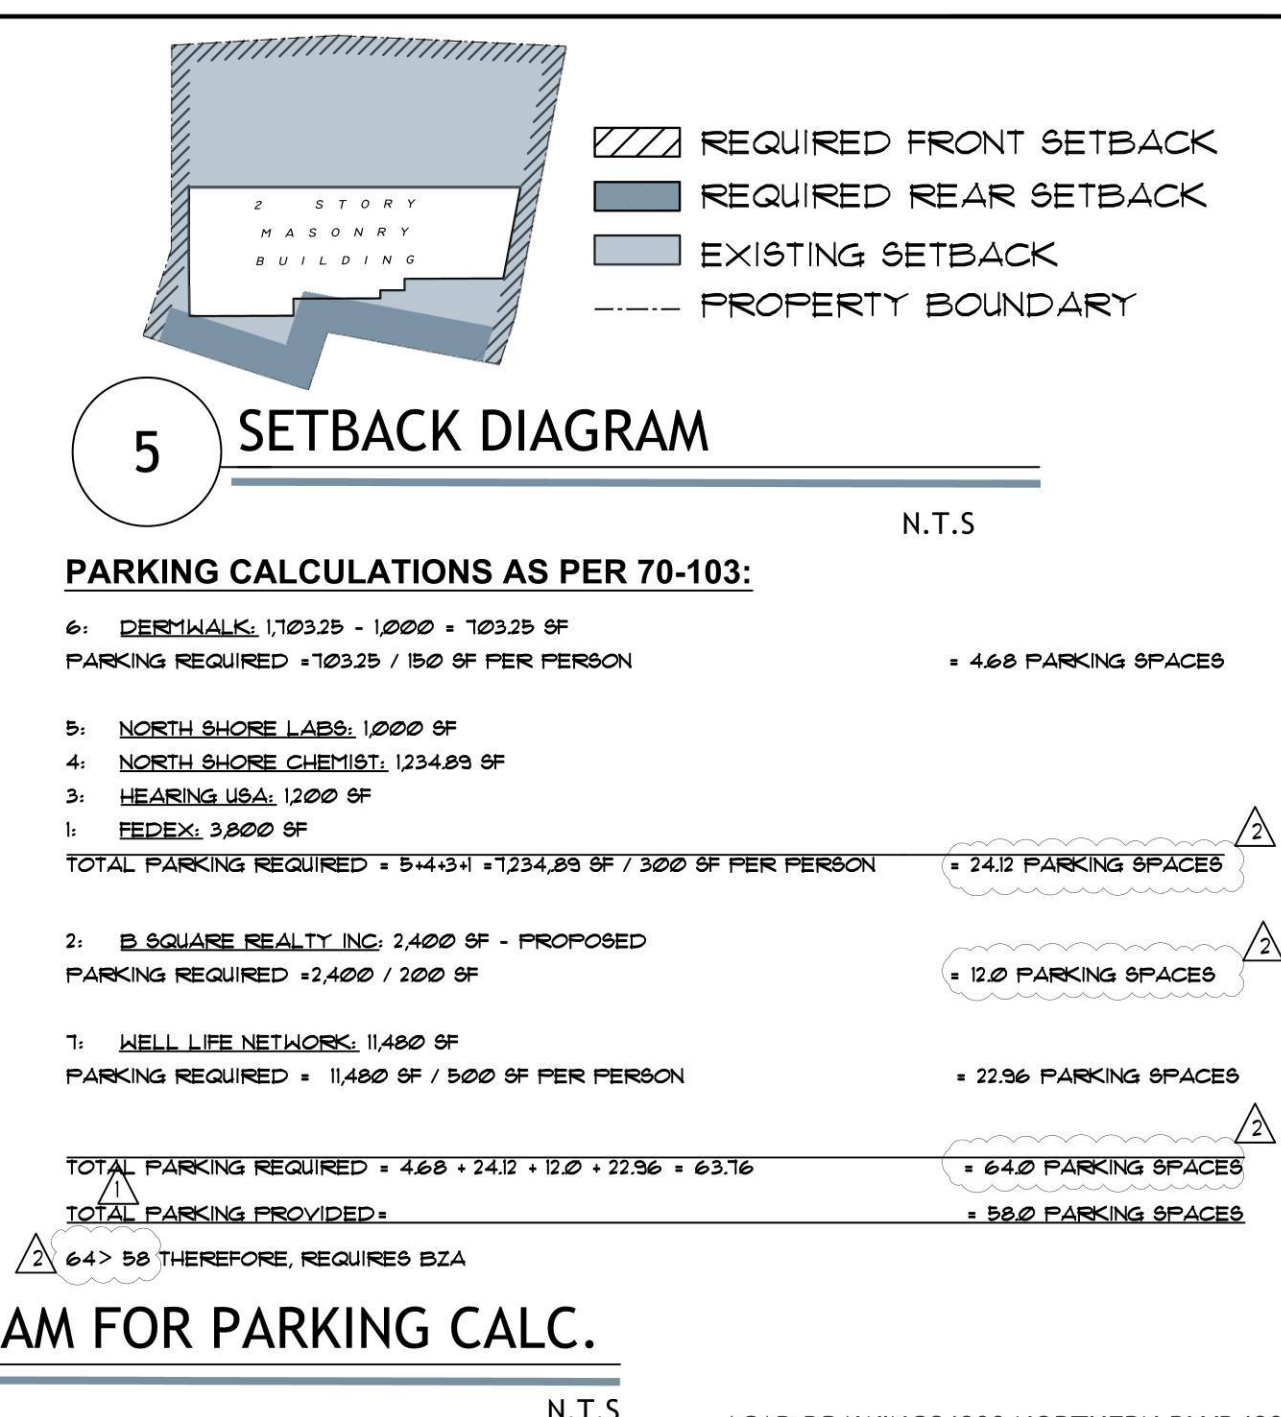 2 STORY
MASONRY
BUILDING
REQUIRED FRONT SETBACK
REQUIRED REAR SETBACK
EXISTING SETBACK
PROPERTY BOUNDARY
5
SETBACK DIAGRAM
N.T.S
PARKING CALCULATIONS AS PER 70-103:
6: DERMWALK: 1,703.25 - 1,000 = 703.25 SF
PARKING REQUIRED =703.25 / 150 SF PER PERSON = 4.68 PARKING SPACES
5: NORTH SHORE LABS: 1,000 SF
4: NORTH SHORE CHEMIST: 1,234.89 SF
3: HEARING USA: 1,200 SF
1: FEDEX: 3,800 SF
2
TOTAL PARKING REQUIRED = 5+4+3+1 =7,234,.89 SF / 300 SF PER PERSON = 24.12 PARKING SPACES
2: B SQUARE REALTY INC: 2,400 SF - PROPOSED
2
PARKING REQUIRED =2,400 / 200 SF = 12.0 PARKING SPACES
7: WELL LIFE NETWORK: 11,480 SF
PARKING REQUIRED = 11,480 SF / 500 SF PER PERSON = 22.96 PARKING SPACES
2
TOTAL PARKING REQUIRED = 4.68 + 24.12 + 12.0 + 22.96 = 63.76 = 64.0 PARKING SPACES
1
TOTAL PARKING PROVIDED= = 58.0 PARKING SPACES
2 64> 58 THEREFORE, REQUIRES BZA
AM FOR PARKING CALC.
N.T.S